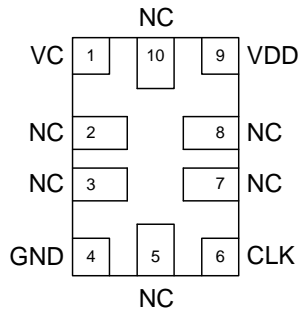 NC
VC 1 10 9 VDD
NC 2 8 NC
NC 3 7 NC
GND 4 5 6 CLK
NC